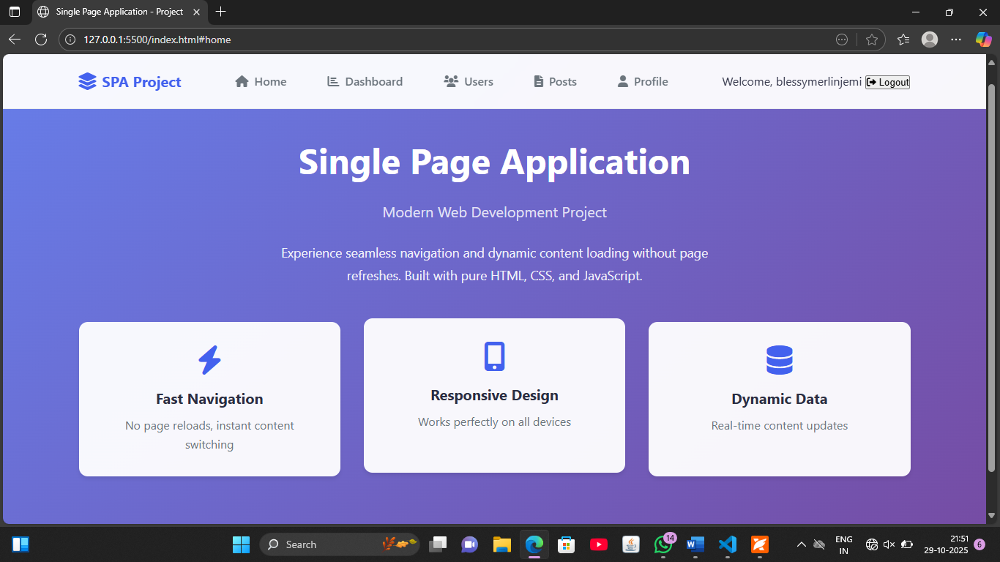 Single Page Application - Project
127.0.0.1:5500/index.html#home
SPA Project
Home
Dashboard
Users
Posts
Profile
Welcome, blessymerlinjemi
Logout
Single Page Application
Modern Web Development Project
Experience seamless navigation and dynamic content loading without page
refreshes. Built with pure HTML, CSS, and JavaScript.
Fast Navigation
No page reloads, instant content
switching
Responsive Design
Works perfectly on all devices
Dynamic Data
Real-time content updates
Search
14
W
ENG
IN
21:51
29-10-2025
6